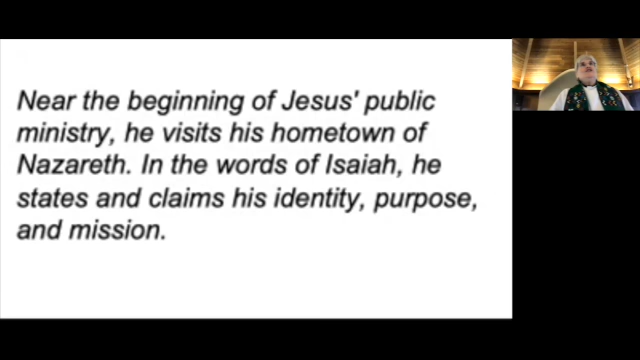 Near the beginning of Jesus' public
ministry, he visits his hometown of
Nazareth. In the words of Isaiah, he
states and claims his identity, purpose,
and mission.